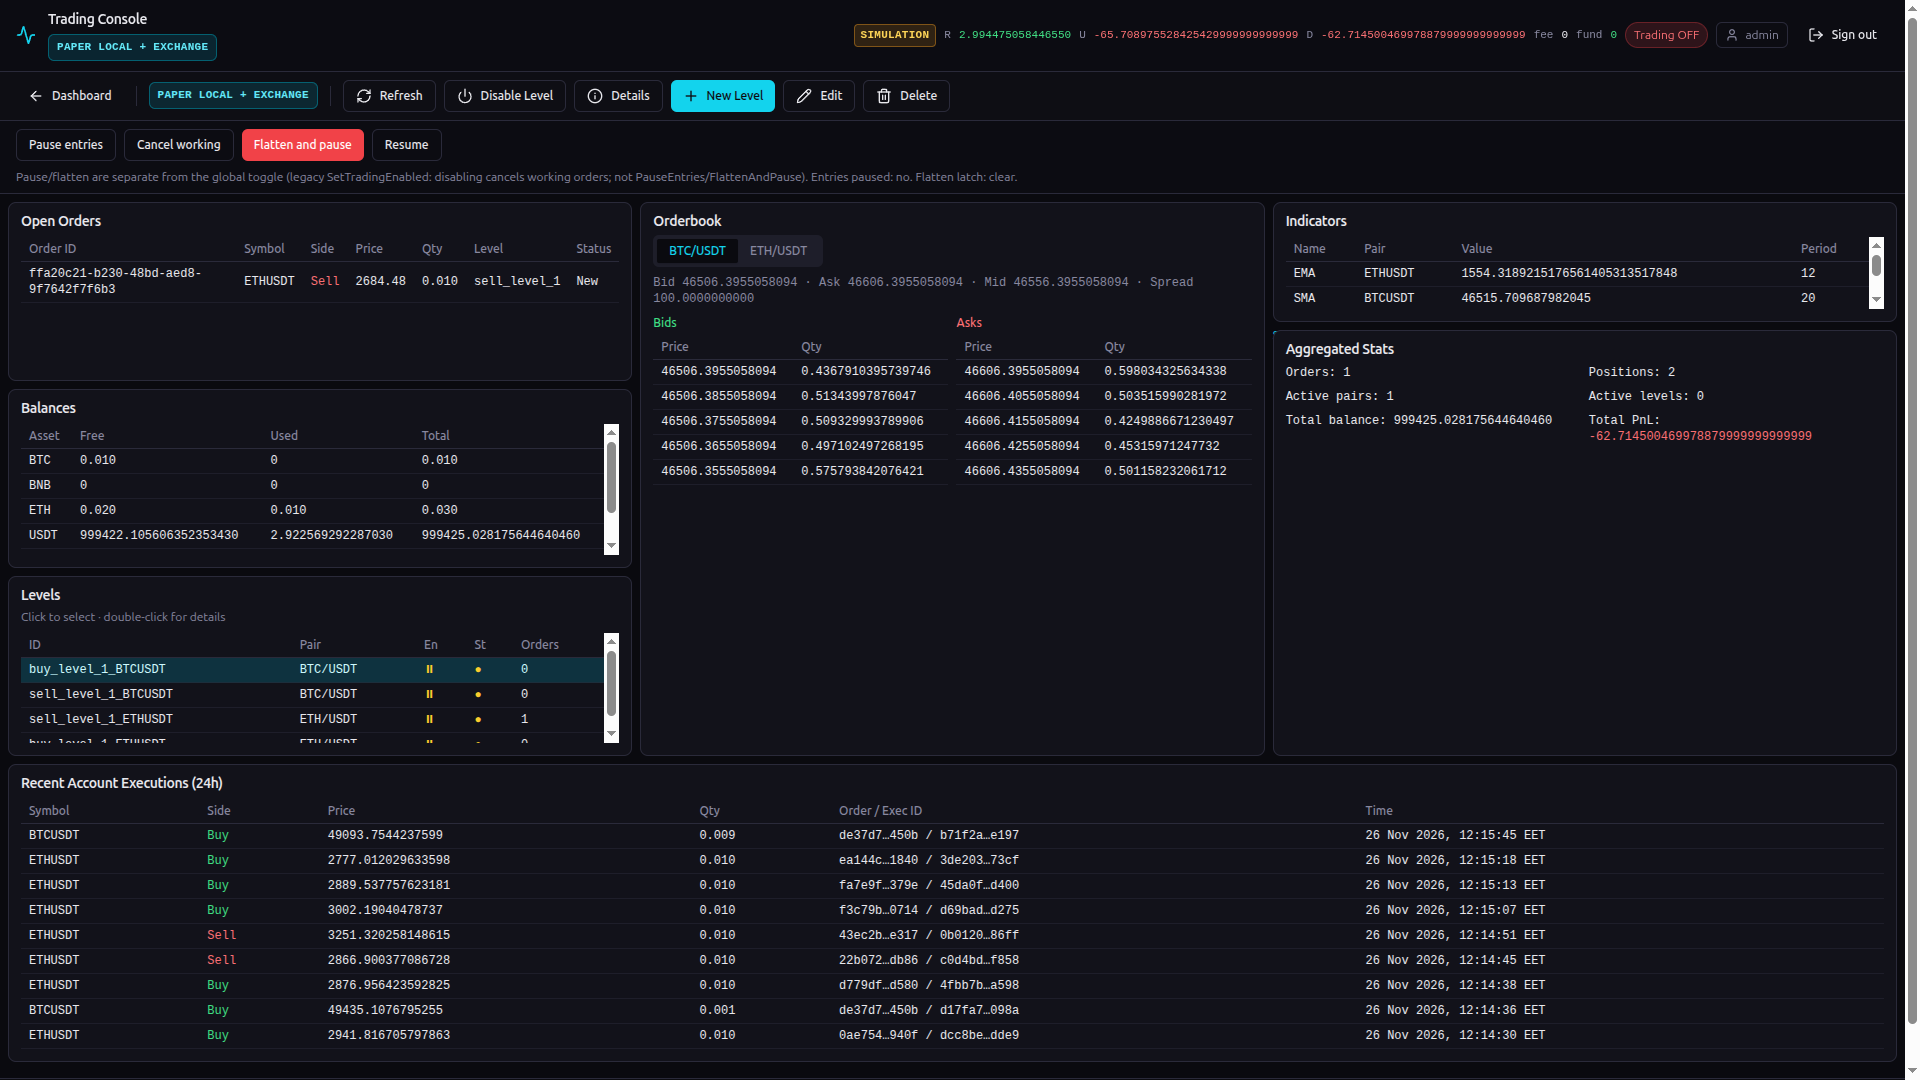 Trading Console
PAPER LOCAL + EXCHANGE
SIMULATION R 2.994475058446550 U -65.708975528425429999999999999 D -62.714500469978879999999999999 fee 0 fund 0 Trading OFF admin Sign out
Dashboard PAPER LOCAL + EXCHANGE Refresh Disable Level Details New Level Edit Delete
Pause entries Cancel working Flatten and pause Resume
Pause/flatten are separate from the global toggle (legacy SetTradingEnabled: disabling cancels working orders; not PauseEntries/FlattenAndPause). Entries paused: no. Flatten latch: clear.
Open Orders
Order ID Symbol Side Price Qty Level Status
ffa20c21-b230-48bd-aed8-
9f7642f7f6b3 ETHUSDT Sell 2684.48 0.010 sell_level_1 New
Balances
Asset Free Used Total
BTC 0.010 0 0.010
BNB 0 0 0
ETH 0.020 0.010 0.030
USDT 999422.105606352353430 2.922569292287030 999425.028175644640460
Levels
Click to select · double-click for details
ID Pair En St Orders
buy_level_1_BTCUSDT BTC/USDT 0
sell_level_1_BTCUSDT BTC/USDT 0
sell_level_1_ETHUSDT ETH/USDT 1
Orderbook
BTC/USDT ETH/USDT
Bid 46506.3955058094 · Ask 46606.3955058094 · Mid 46556.3955058094 · Spread
100.0000000000
Bids Asks
Price Qty Price Qty
46506.3955058094 0.4367910395739746 46606.3955058094 0.598034325634338
46506.3855058094 0.51343997876047 46606.4055058094 0.503515990281972
46506.3755058094 0.509329993789906 46606.4155058094 0.4249886671230497
46506.3655058094 0.497102497268195 46606.4255058094 0.45315971247732
46506.3555058094 0.575793842076421 46606.4355058094 0.501158232061712
Indicators
Name Pair Value Period
EMA ETHUSDT 1554.3189215176561405313517848 12
SMA BTCUSDT 46515.709687982045 20
Aggregated Stats
Orders: 1 Positions: 2
Active pairs: 1 Active levels: 0
Total balance: 999425.028175644640460 Total PnL:
-62.714500469978879999999999999
Recent Account Executions (24h)
Symbol Side Price Qty Order / Exec ID Time
BTCUSDT Buy 49093.7544237599 0.009 de37d7…450b / b71f2a…e197 26 Nov 2026, 12:15:45 EET
ETHUSDT Buy 2777.012029633598 0.010 ea144c…1840 / 3de203…73cf 26 Nov 2026, 12:15:18 EET
ETHUSDT Buy 2889.537757623181 0.010 fa7e9f…379e / 45da0f…d400 26 Nov 2026, 12:15:13 EET
ETHUSDT Buy 3002.19040478737 0.010 f3c79b…0714 / d69bad…d275 26 Nov 2026, 12:15:07 EET
ETHUSDT Sell 3251.320258148615 0.010 43ec2b…e317 / 0b0120…86ff 26 Nov 2026, 12:14:51 EET
ETHUSDT Sell 2866.900377086728 0.010 22b072…db86 / c0d4bd…f858 26 Nov 2026, 12:14:45 EET
ETHUSDT Buy 2876.956423592825 0.010 d779df…d580 / 4fbb7b…a598 26 Nov 2026, 12:14:38 EET
BTCUSDT Buy 49435.1076795255 0.001 de37d7…450b / d17fa7…098a 26 Nov 2026, 12:14:36 EET
ETHUSDT Buy 2941.816705797863 0.010 0ae754…940f / dcc8be…dde9 26 Nov 2026, 12:14:30 EET